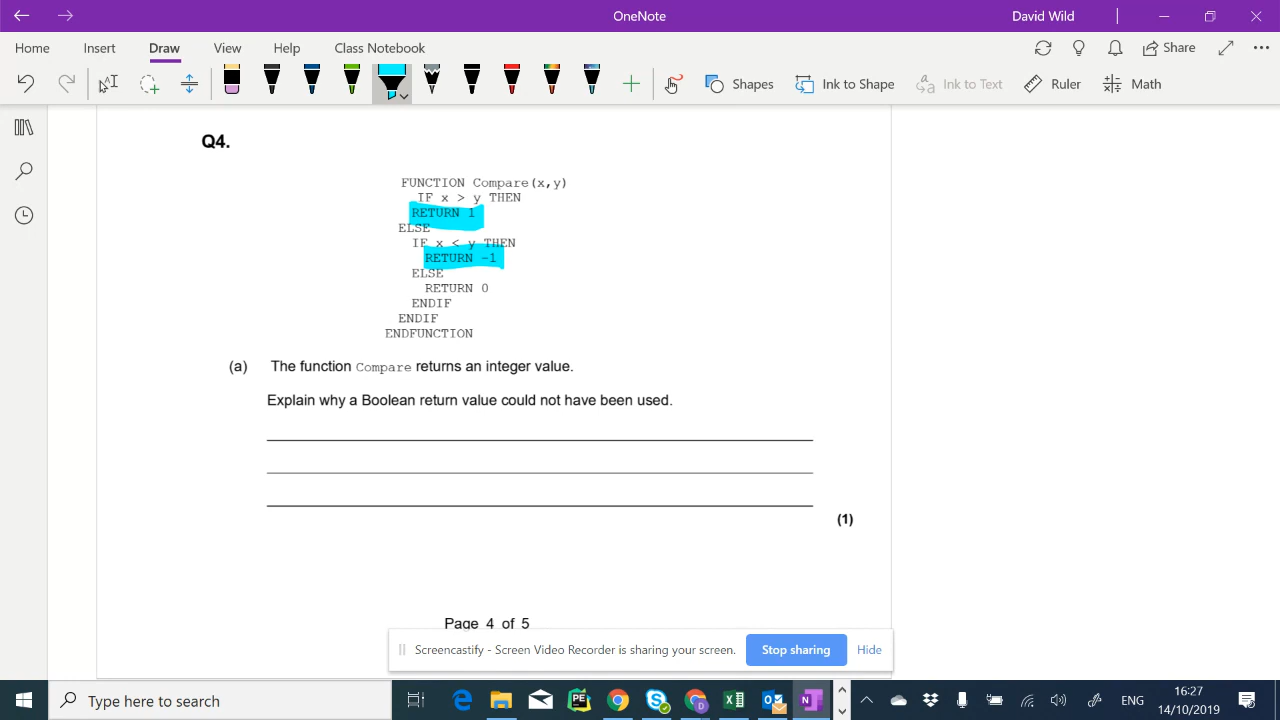 OneNote
David Wild
Home Insert Draw View Help Class Notebook Share
Shapes Ink to Shape Ink to Text Ruler Math
Q4.
FUNCTION Compare(x,y)
IF x > y THEN
RETURN 1
ELSE
IF x < y THEN
RETURN -1
ELSE
RETURN 0
ENDIF
ENDIF
ENDFUNCTION
(a) The function Compare returns an integer value.
Explain why a Boolean return value could not have been used.
(1)
Page 4 of 5
Screencastify - Screen Video Recorder is sharing your screen. Stop sharing Hide
Type here to search
ENG
16:27
14/10/2019